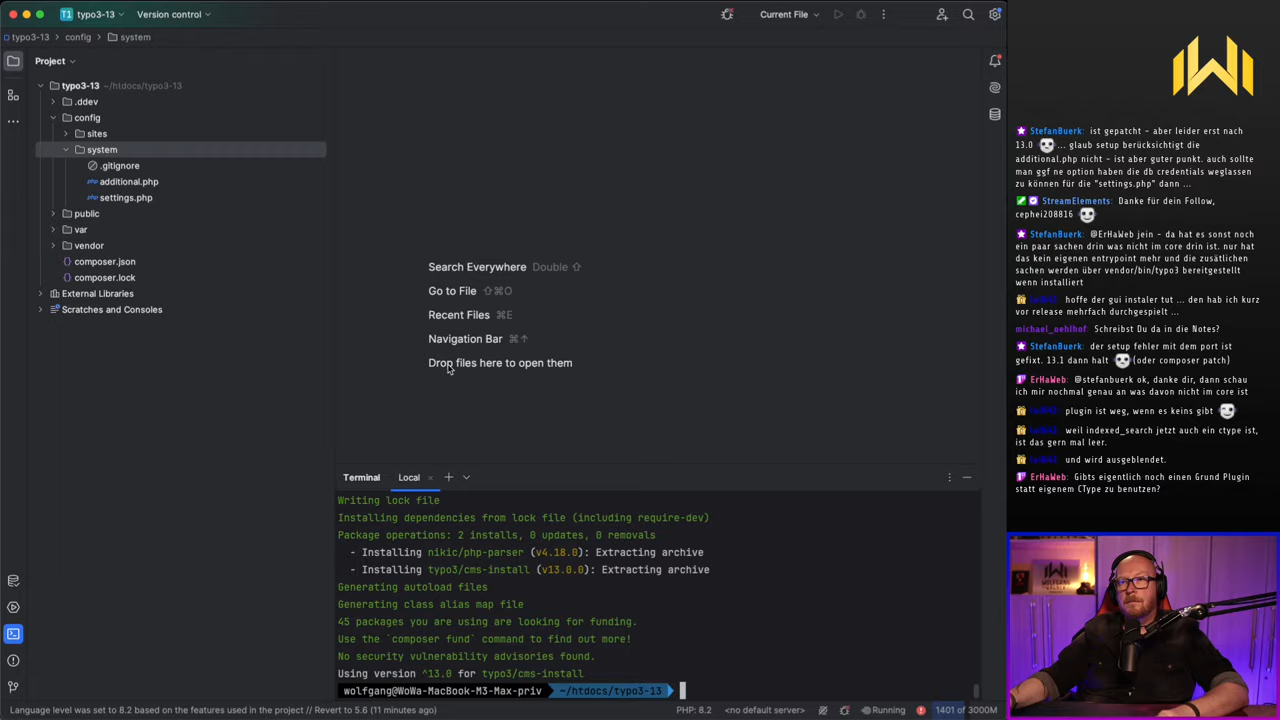 T1 typo3-13
Version control
Current File
typo3-13 > config > system
Project
typo3-13 ~/htdocs/typo3-13
.ddev
config
sites
system
.gitignore
php additional.php
php settings.php
public
var
vendor
composer.json
composer.lock
External Libraries
Scratches and Consoles
Search Everywhere Double ⇧
Go to File ⇧⌘O
Recent Files ⌘E
Navigation Bar ⌘↑
Drop files here to open them
Terminal Local
Writing lock file
Installing dependencies from lock file (including require-dev)
Package operations: 2 installs, 0 updates, 0 removals
- Installing nikic/php-parser (v4.18.0): Extracting archive
- Installing typo3/cms-install (v13.0.0): Extracting archive
Generating autoload files
Generating class alias map file
45 packages you are using are looking for funding.
Use the `composer fund` command to find out more!
No security vulnerability advisories found.
Using version ^13.0 for typo3/cms-install
wolfgang@WoWa-MacBook-M3-Max-priv ~/htdocs/typo3-13
Language level was set to 8.2 based on the features used in the project // Revert to 5.6 (11 minutes ago)
PHP: 8.2
<no default server>
Running
1401 of 3000M
StefanBuerk: ist gepatcht - aber leider erst nach
13.0 ... glaub setup berücksitigt die
additional.php nicht - ist aber guter punkt. auch sollte
man ggf ne option haben die db credentials weglassen
zu können für die "settings.php" dann ...
StreamElements: Danke für dein Follow,
cephei208816
StefanBuerk: @ErHaWeb jein - da hat es sonst noch
ein paar sachen drin was nicht im core drin ist. nur hat
das kein eigenen entrypoint mehr und die zusätlichen
sachen werden über vendor/bin/typo3 bereitgestellt
wenn installiert
hoffe der gui instaler tut ... den hab ich kurz
vor release mehrfach durchgespielt ...
michael_oehlhof: Schreibst Du da in die Notes?
StefanBuerk: der setup fehler mit dem port ist
gefixt. 13.1 dann halt (oder composer patch)
ErHaWeb: @stefanbuerk ok, danke dir, dann schau
ich mir nochmal genau an was davon nicht im core ist
plugin ist weg, wenn es keins gibt
weil indexed_search jetzt auch ein ctype ist,
ist das gern mal leer.
und wird ausgeblendet.
ErHaWeb: Gibts eigentlich noch einen Grund Plugin
statt eigenem CType zu benutzen?